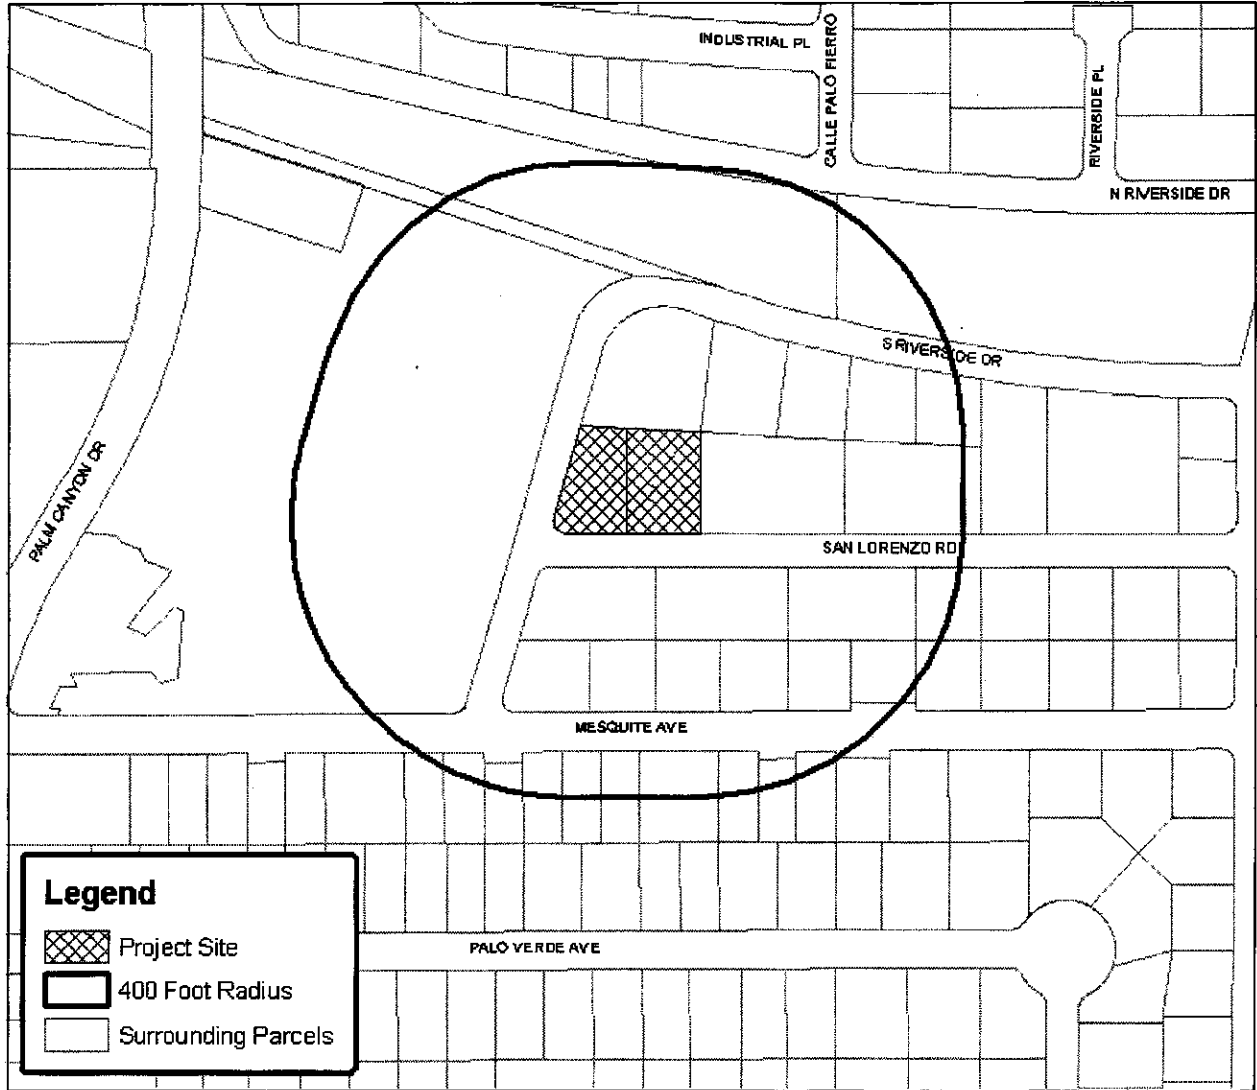 INDUSTRIAL PL
CALLE PALO FIERRO
RIVERSIDE PL
N RIVERSIDE DR
S RIVERSIDE DR
PALM CANYON DR
SAN LORENZO RD
MESQUITE AVE
PALO VERDE AVE
Legend
Project Site
400 Foot Radius
Surrounding Parcels